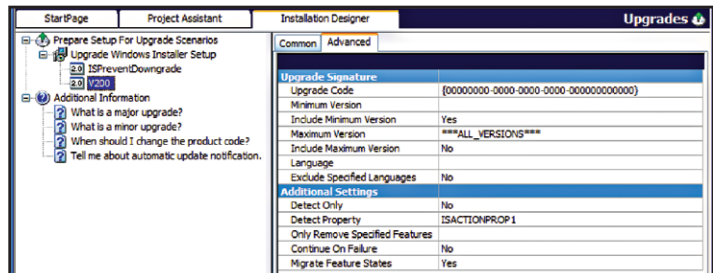 StartPage Project Assistant Installation Designer Upgrades
Prepare Setup For Upgrade Scenarios
Upgrade Windows Installer Setup
2.0 ISPreventDowngrade
2.0 V200
Additional Information
What is a major upgrade?
What is a minor upgrade?
When should I change the product code?
Tell me about automatic update notification.
Common Advanced
Upgrade Signature
Upgrade Code {00000000-0000-0000-0000-000000000000}
Minimum Version
Include Minimum Version Yes
Maximum Version ***ALL_VERSIONS***
Include Maximum Version No
Language
Exclude Specified Languages No
Additional Settings
Detect Only No
Detect Property ISACTIONPROP1
Only Remove Specified Features
Continue On Failure No
Migrate Feature States Yes